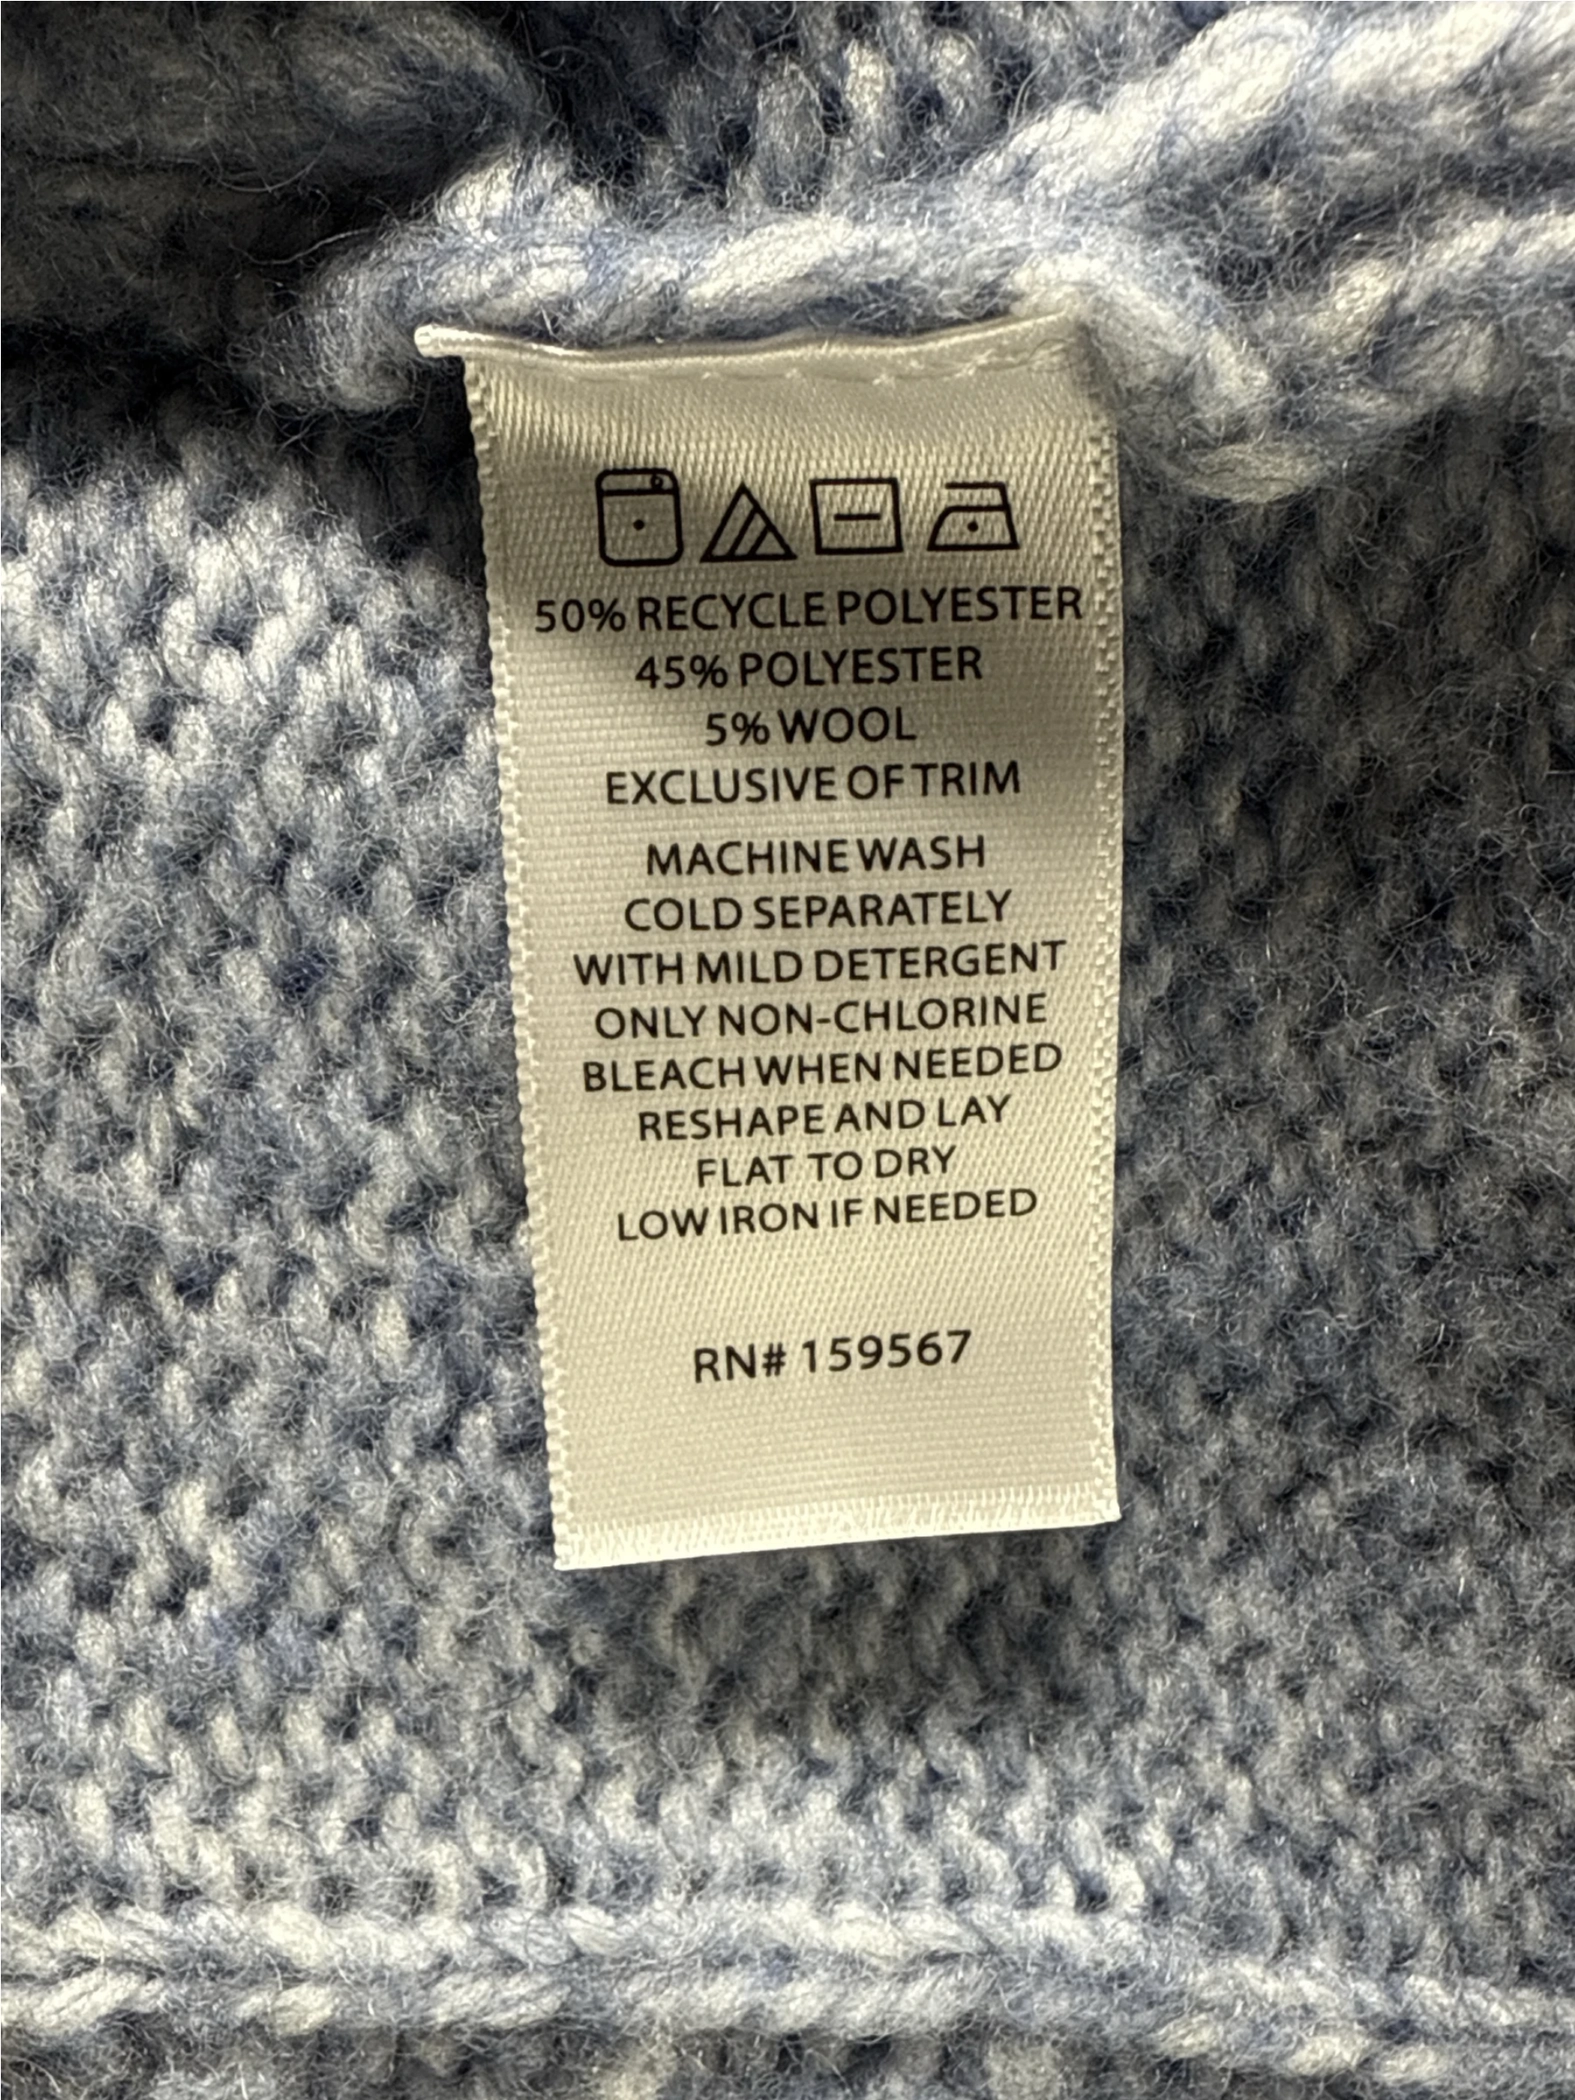 50% RECYCLE POLYESTER
45% POLYESTER
5% WOOL
EXCLUSIVE OF TRIM
MACHINE WASH
COLD SEPARATELY
WITH MILD DETERGENT
ONLY NON-CHLORINE
BLEACH WHEN NEEDED
RESHAPE AND LAY
FLAT TO DRY
LOW IRON IF NEEDED
RN# 159567